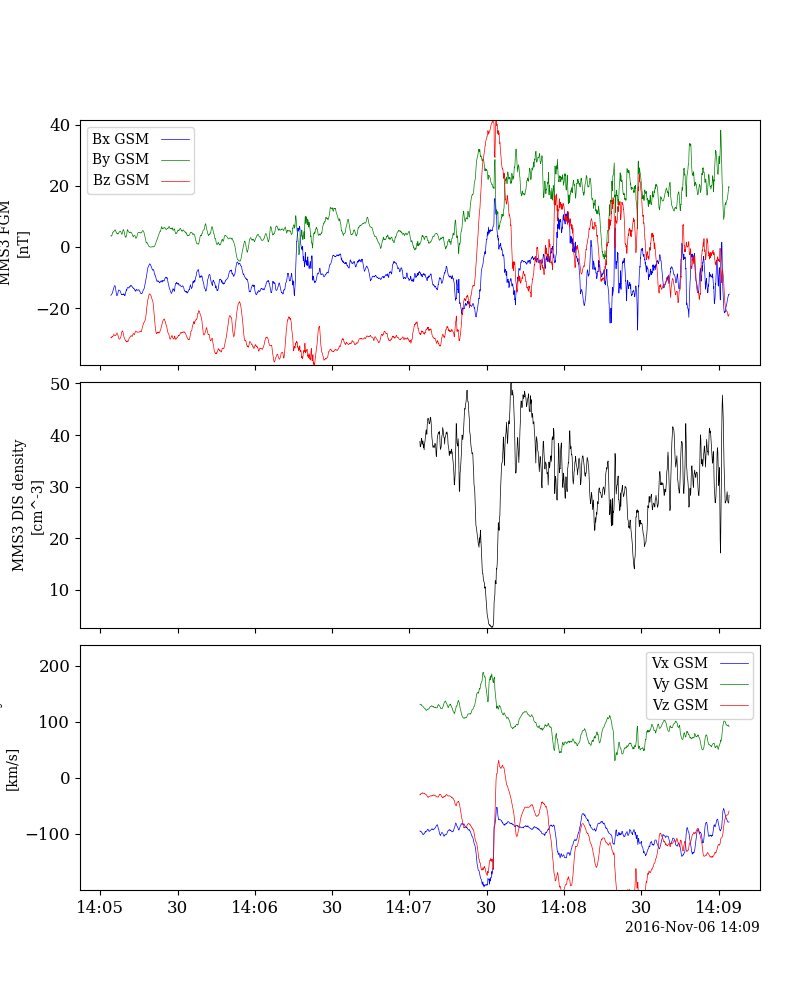 MMS3 FGM
[nT]
40
20
0
−20
Bx GSM
By GSM
Bz GSM
MMS3 DIS density
[cm^-3]
50
40
30
20
10
[km/s]
200
100
0
−100
Vx GSM
Vy GSM
Vz GSM
14:05 30 14:06 30 14:07 30 14:08 30 14:09
2016-Nov-06 14:09